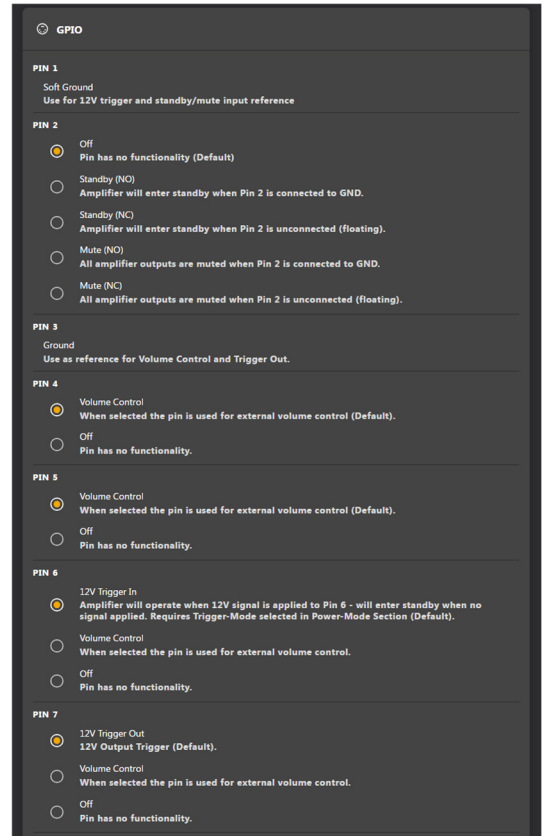 GPIO
PIN 1
Soft Ground
Use for 12V trigger and standby/mute input reference
PIN 2
Off
Pin has no functionality (Default)
Standby (NO)
Amplifier will enter standby when Pin 2 is connected to GND.
Standby (NC)
Amplifier will enter standby when Pin 2 is unconnected (floating).
Mute (NO)
All amplifier outputs are muted when Pin 2 is connected to GND.
Mute (NC)
All amplifier outputs are muted when Pin 2 is unconnected (floating).
PIN 3
Ground
Use as reference for Volume Control and Trigger Out.
PIN 4
Volume Control
When selected the pin is used for external volume control (Default).
Off
Pin has no functionality.
PIN 5
Volume Control
When selected the pin is used for external volume control (Default).
Off
Pin has no functionality.
PIN 6
12V Trigger In
Amplifier will operate when 12V signal is applied to Pin 6 - will enter standby when no
signal applied. Requires Trigger-Mode selected in Power-Mode Section (Default).
Volume Control
When selected the pin is used for external volume control.
Off
Pin has no functionality.
PIN 7
12V Trigger Out
12V Output Trigger (Default).
Volume Control
When selected the pin is used for external volume control.
Off
Pin has no functionality.